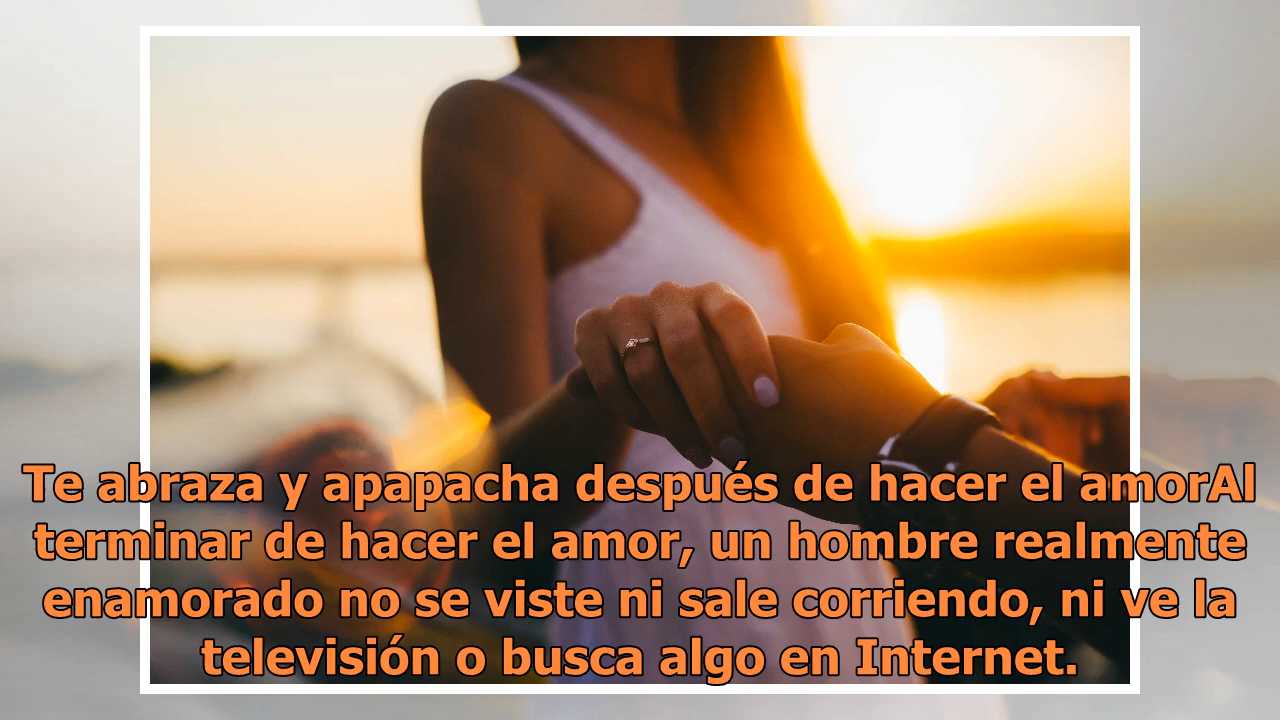 Te abraza y apapacha después de hacer el amorAl
terminar de hacer el amor, un hombre realmente
enamorado no se viste ni sale corriendo, ni ve la
televisión o busca algo en Internet.